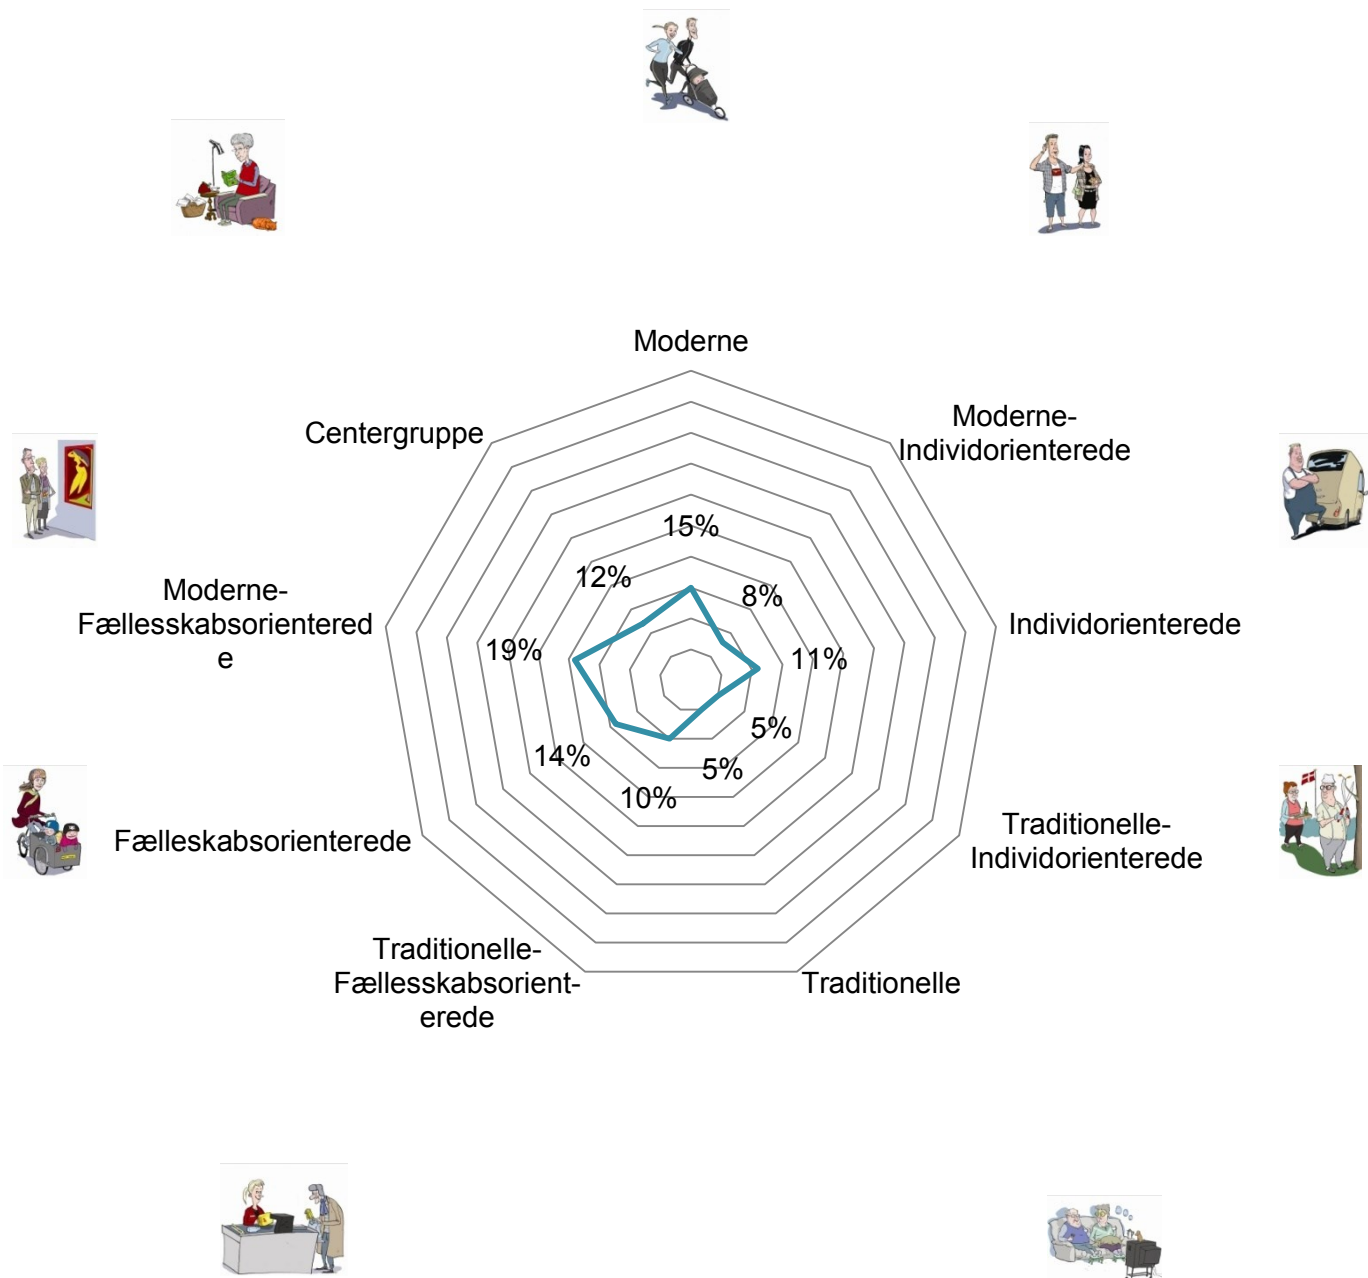 Moderne
Moderne-
Individorienterede
Centergruppe
15%
12%
8%
Moderne-
Fællesskabsorientered
e
Individorienterede
19%
11%
5%
14%
5%
10%
Fælleskabsorienterede
Traditionelle-
Individorienterede
Traditionelle-
Fællesskabsorient-
erede
Traditionelle